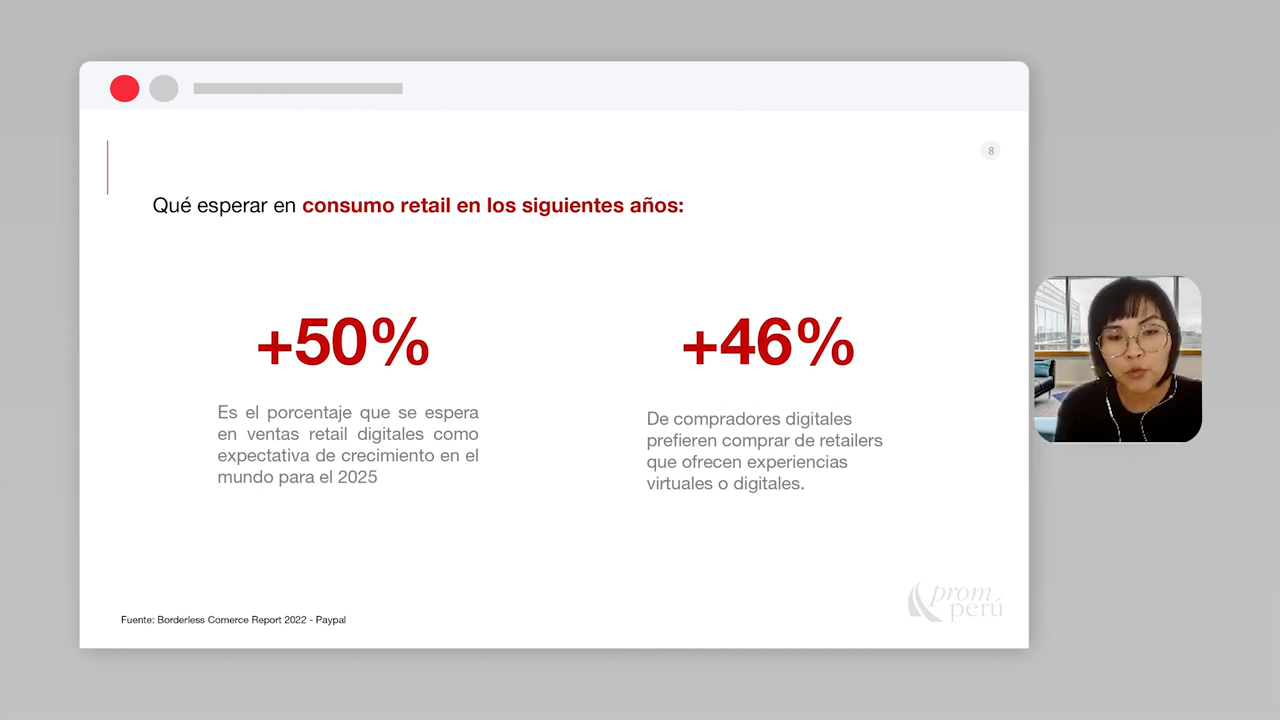 8
Qué esperar en consumo retail en los siguientes años:
+50%
Es el porcentaje que se espera
en ventas retail digitales como
expectativa de crecimiento en el
mundo para el 2025
+46%
De compradores digitales
prefieren comprar de retailers
que ofrecen experiencias
virtuales o digitales.
Fuente: Borderless Comerce Report 2022 - Paypal
prom
perú